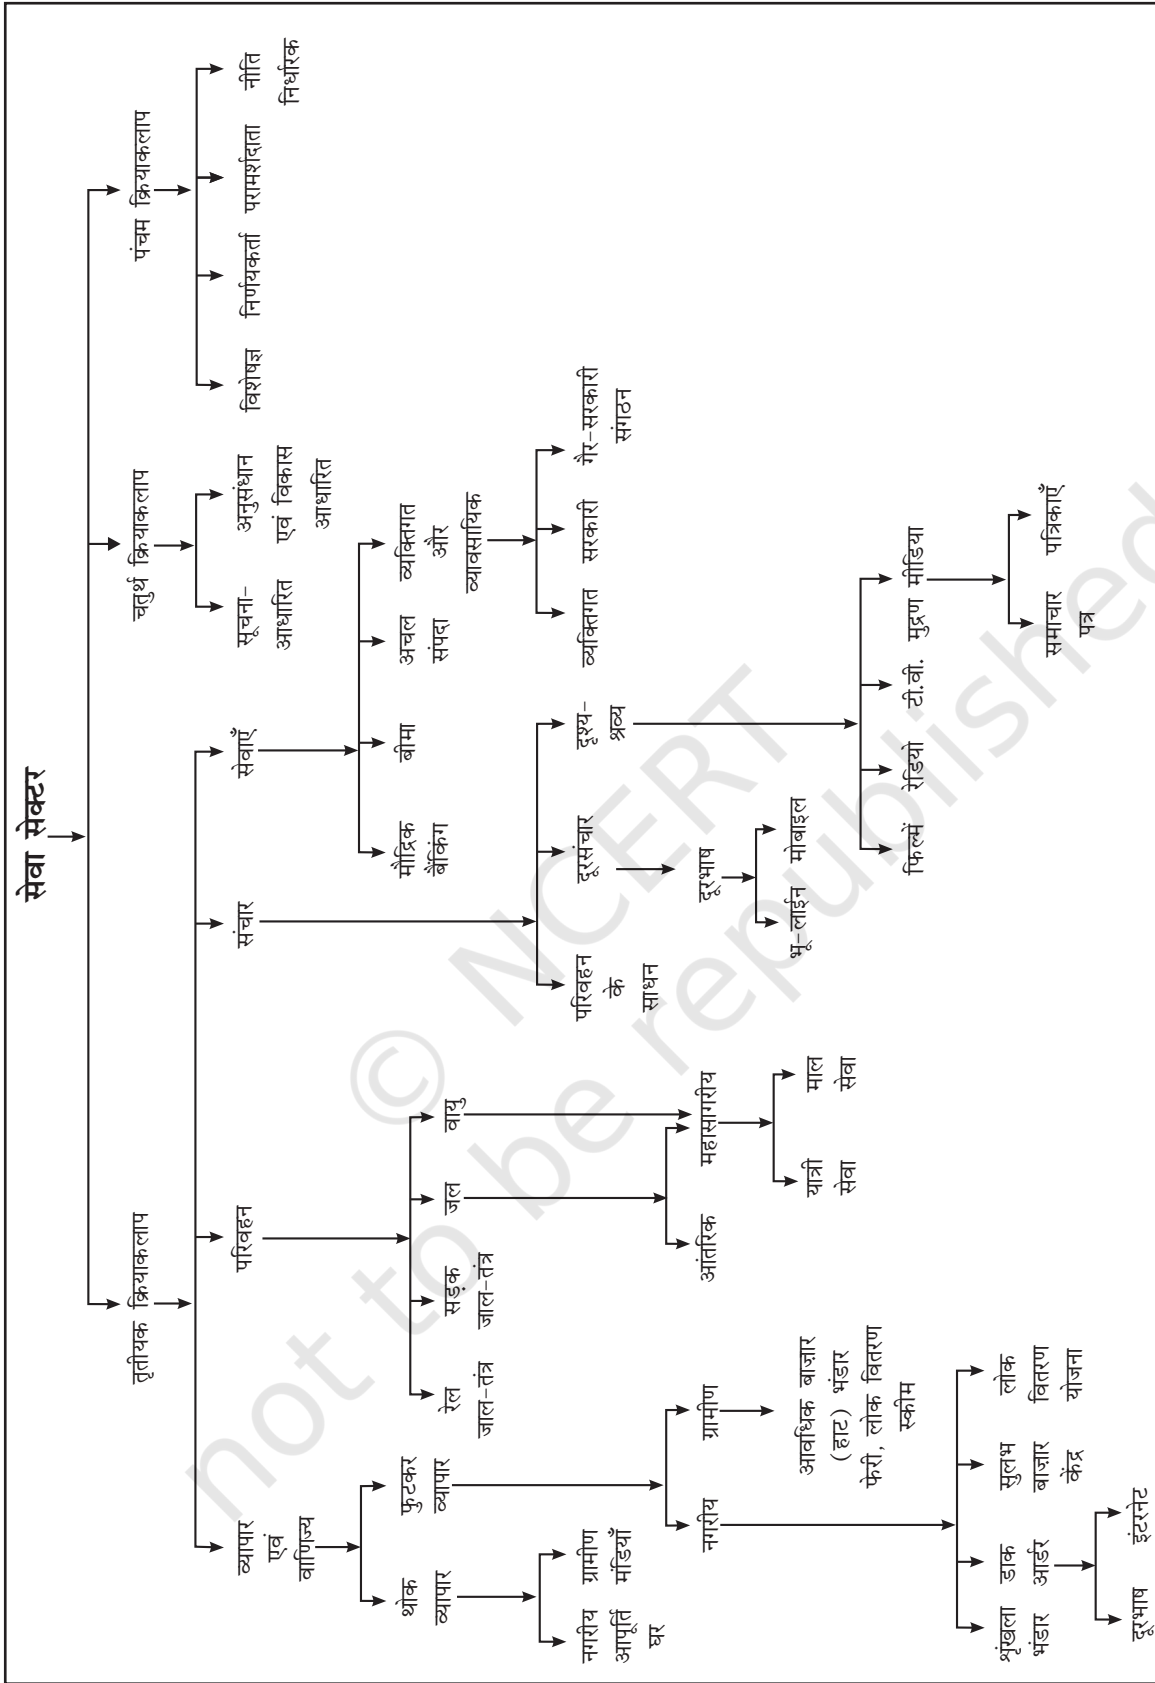 सेवा सेक्टर
तृतीयक क्रियाकलाप
चतुर्थ क्रियाकलाप
पंचम क्रियाकलाप
व्यापार
एवं
वाणिज्य
परिवहन
संचार
सेवाएँ
सूचना-
आधारित
अनुसंधान
एवं विकास
आधारित
विशेषज्ञ
निर्णयकर्ता
परामर्शदाता
नीति
निर्धारक
थोक
व्यापार
फुटकर
व्यापार
रेल
जाल-तंत्र
सड़क
जाल-तंत्र
जल
वायु
मौद्रिक
बैंकिंग
बीमा
अचल
संपदा
व्यक्तिगत
और
व्यावसायिक
नगरीय
आपूर्ति
घर
ग्रामीण
मंडियाँ
परिवहन
के
साधन
दूरसंचार
दृश्य-
श्रव्य
व्यक्तिगत
सरकारी
गैर-सरकारी
संगठन
नगरीय
ग्रामीण
आंतरिक
महासागरीय
दूरभाष
आवधिक बाज़ार
(हाट) भंडार
फेरी, लोक वितरण
स्कीम
यात्री
सेवा
माल
सेवा
भू-लाईन
मोबाइल
फिल्में
रेडियो
टी.वी.
मुद्रण मीडिया
शृंखला
भंडार
डाक
आर्डर
सुलभ
बाज़ार
केंद्र
लोक
वितरण
योजना
समाचार
पत्र
पत्रिकाएँ
दूरभाष
इंटरनेट
© NCERT
not to be republished